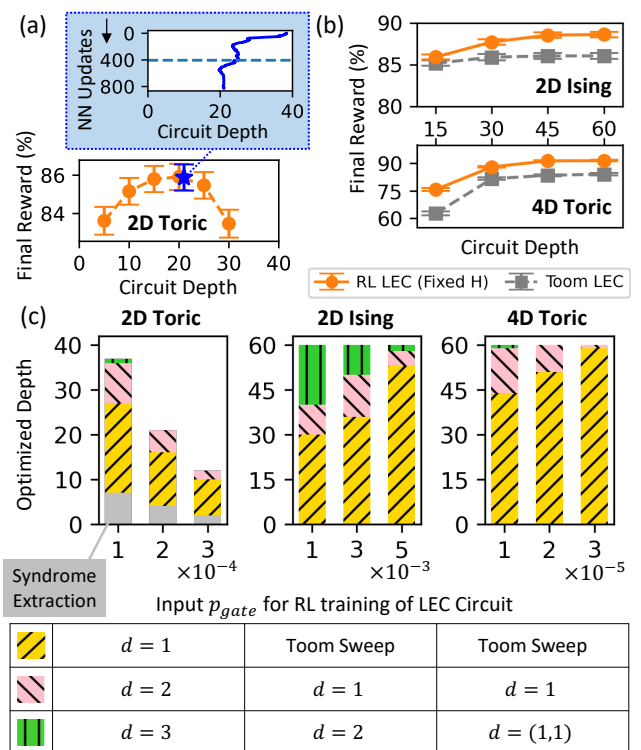 (a)
NN Updates
0
400
800
0 20 40
Circuit Depth
Final Reward (%)
86
84
2D Toric
0 10 20 30 40
Circuit Depth
(b)
Final Reward (%)
90
85
2D Ising
15 30 45 60
90
75
60
4D Toric
Circuit Depth
RL LEC (Fixed H) Toom LEC
(c)
2D Toric 2D Ising 4D Toric
Optimized Depth
40
30
20
10
0
60
45
30
15
0
60
45
30
15
0
1 2 3
×10⁻⁴
1 3 5
×10⁻³
1 2 3
×10⁻⁵
Syndrome
Extraction
Input p_gate for RL training of LEC Circuit
d = 1 Toom Sweep Toom Sweep
d = 2 d = 1 d = 1
d = 3 d = 2 d = (1,1)